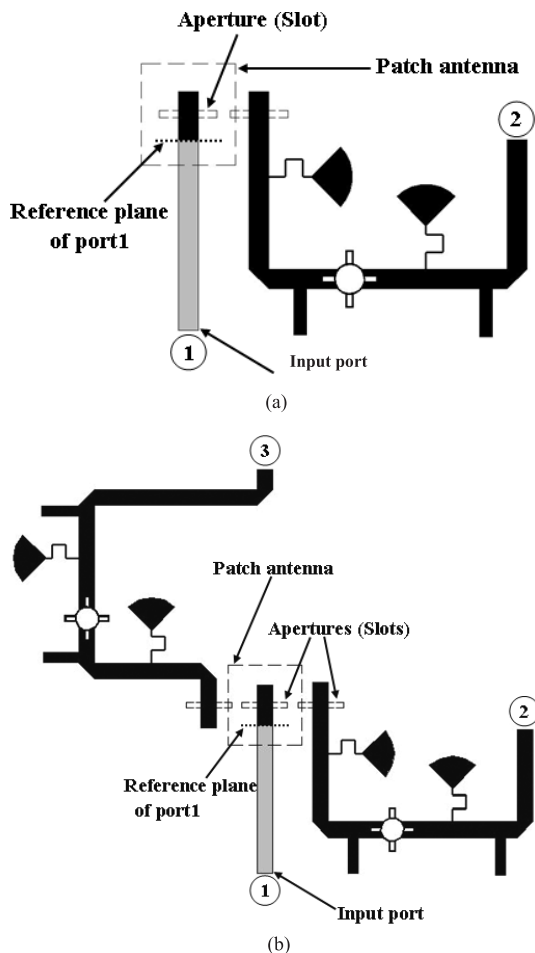 Aperture (Slot)
Patch antenna
2
Reference plane
of port1
1
Input port
(a)
3
Patch antenna
Apertures (Slots)
2
Reference plane
of port1
1
Input port
(b)